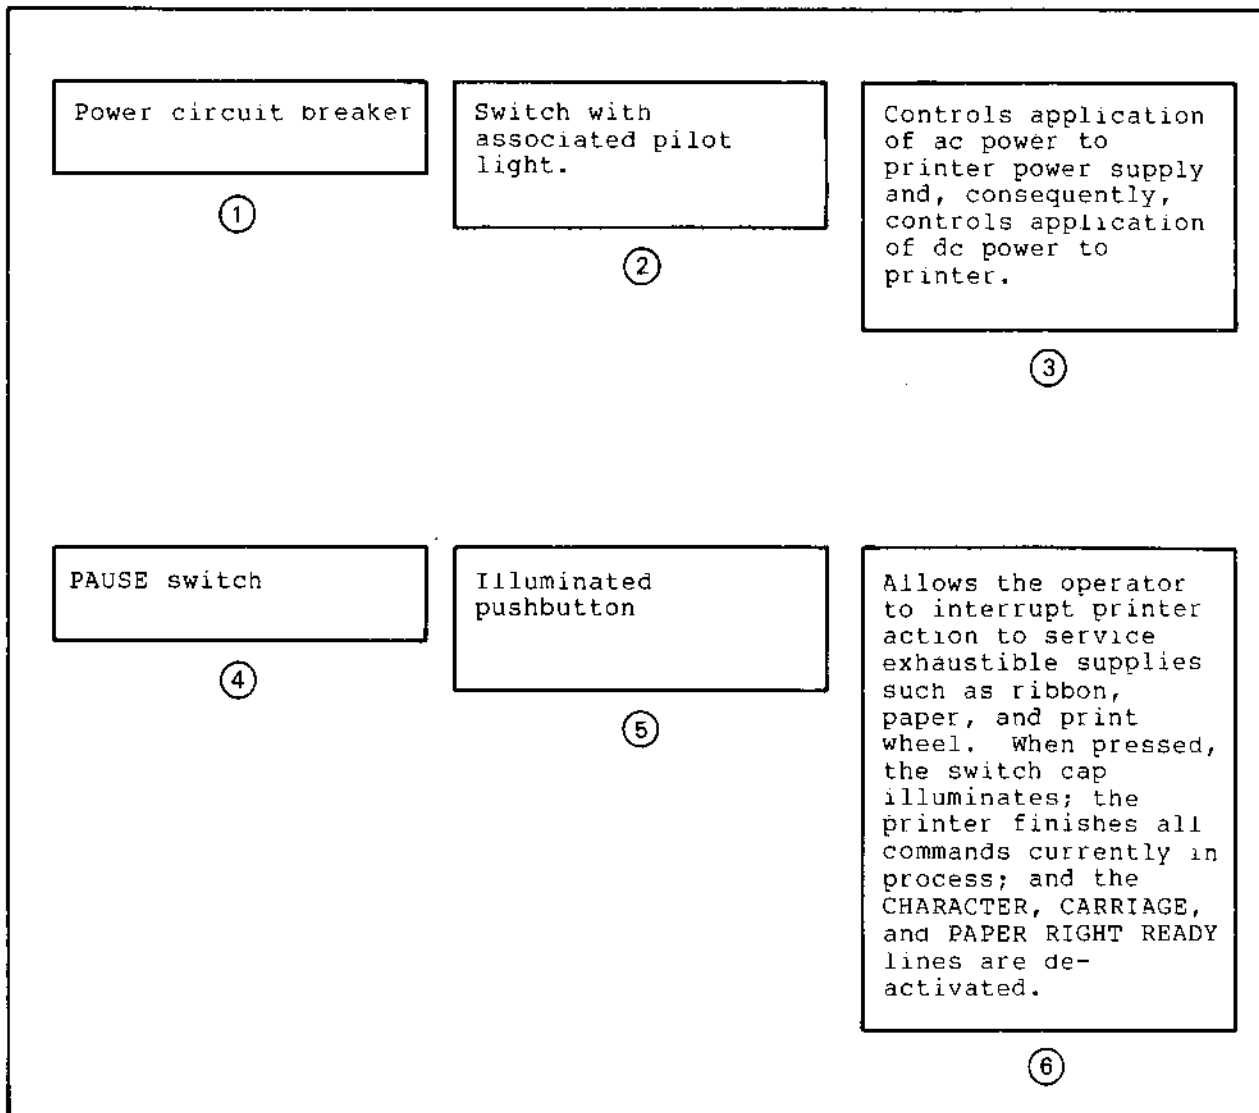 Power circuit breaker
1
Switch with
associated pilot
light.
2
Controls application
of ac power to
printer power supply
and, consequently,
controls application
of dc power to
printer.
3
PAUSE switch
4
Illuminated
pushbutton
5
Allows the operator
to interrupt printer
action to service
exhaustible supplies
such as ribbon,
paper, and print
wheel.  When pressed,
the switch cap
illuminates; the
printer finishes all
commands currently in
process; and the
CHARACTER, CARRIAGE,
and PAPER RIGHT READY
lines are de-
activated.
6